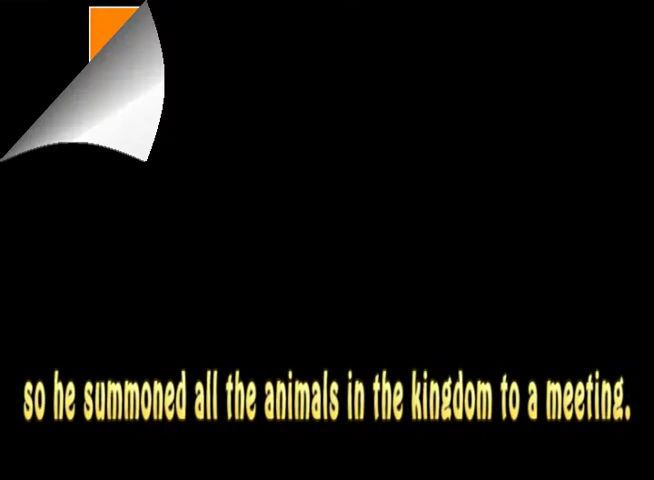 so he summoned all the animals in the kingdom to a meeting.